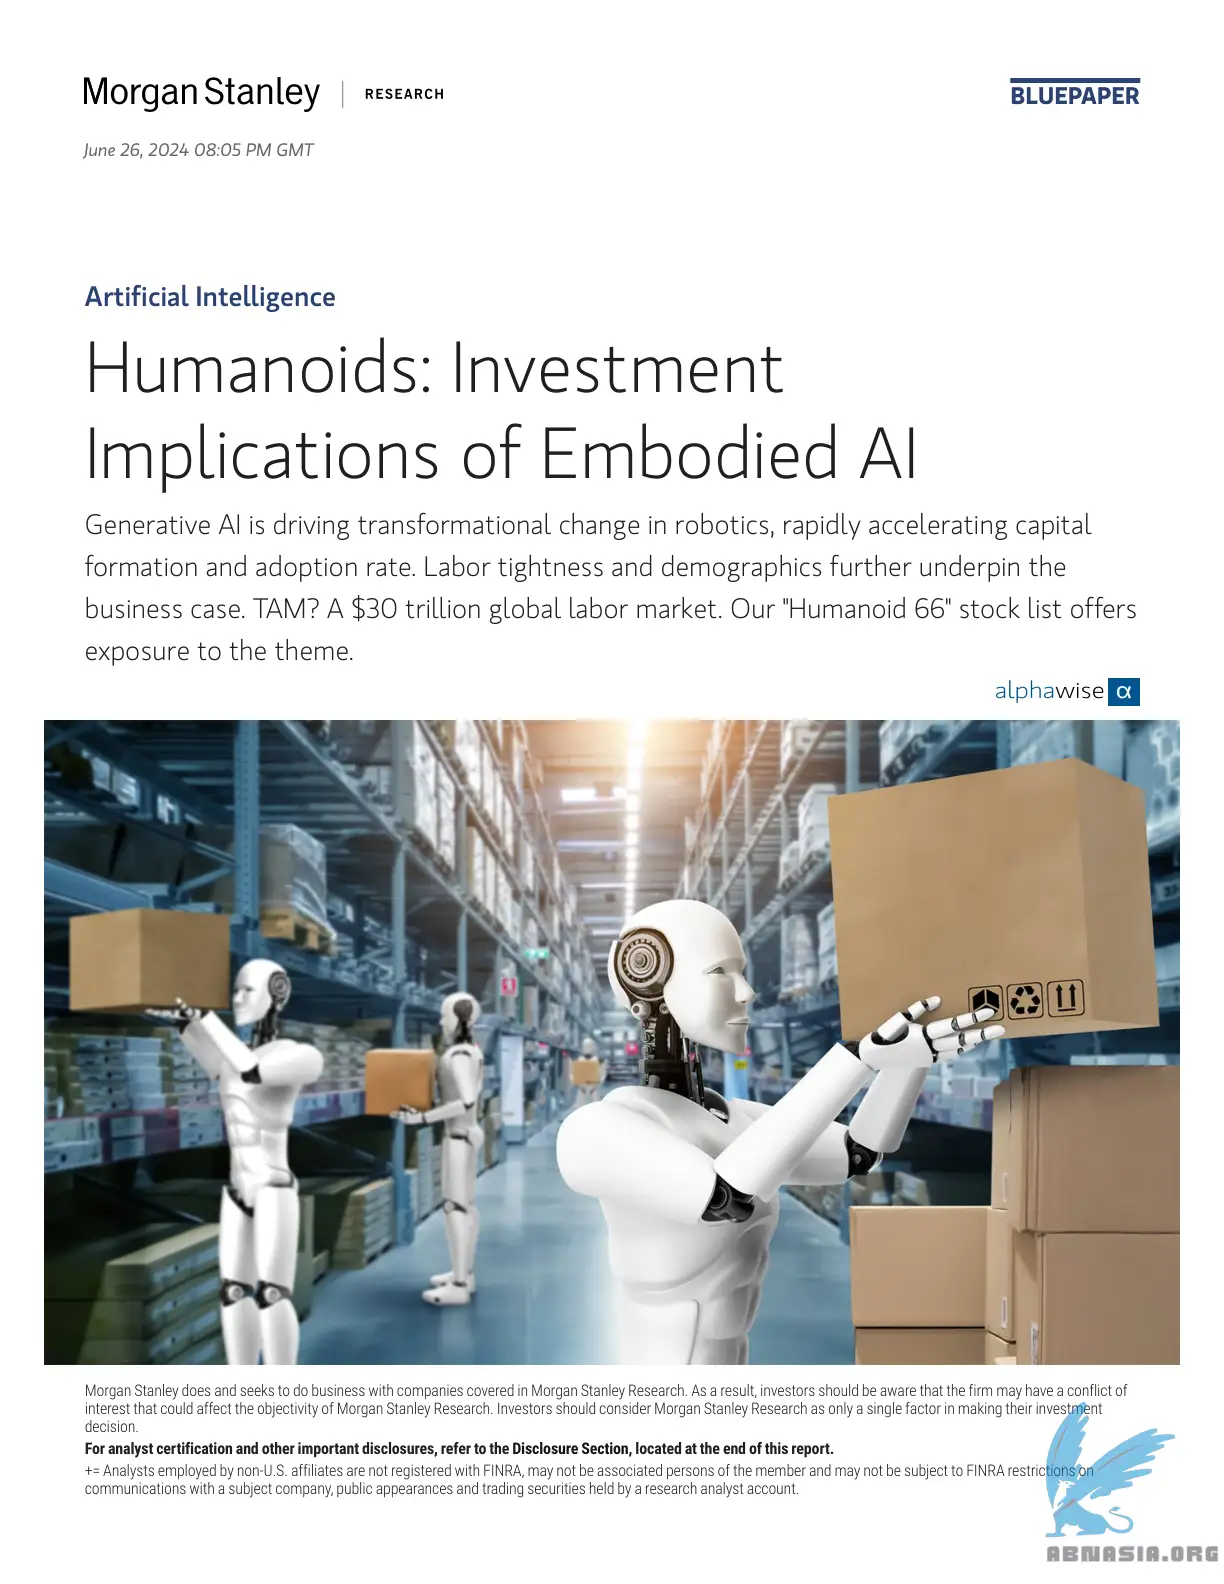 Morgan Stanley | RESEARCH
BLUEPAPER
June 26, 2024 08:05 PM GMT
Artificial Intelligence
Humanoids: Investment
Implications of Embodied AI
Generative AI is driving transformational change in robotics, rapidly accelerating capital
formation and adoption rate. Labor tightness and demographics further underpin the
business case. TAM? A $30 trillion global labor market. Our "Humanoid 66" stock list offers
exposure to the theme.
alphawise α
Morgan Stanley does and seeks to do business with companies covered in Morgan Stanley Research. As a result, investors should be aware that the firm may have a conflict of
interest that could affect the objectivity of Morgan Stanley Research. Investors should consider Morgan Stanley Research as only a single factor in making their investment
decision.
For analyst certification and other important disclosures, refer to the Disclosure Section, located at the end of this report.
+= Analysts employed by non-U.S. affiliates are not registered with FINRA, may not be associated persons of the member and may not be subject to FINRA restrictions on
communications with a subject company, public appearances and trading securities held by a research analyst account.
ABNASIA.ORG